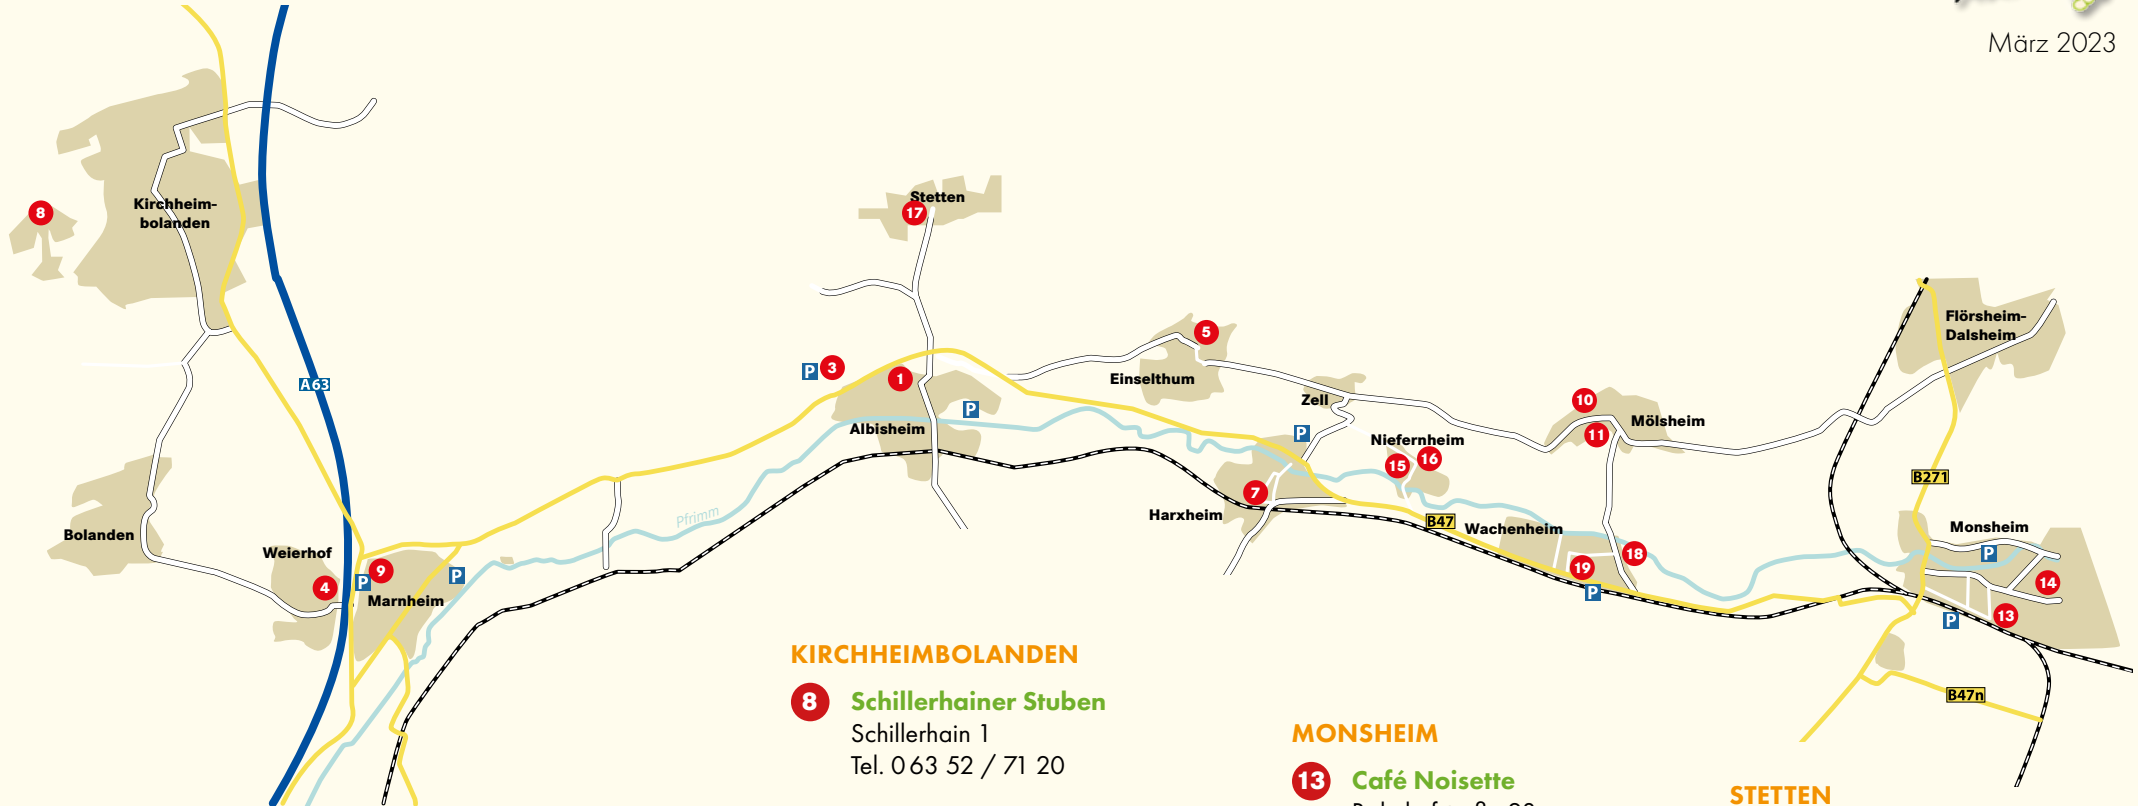 März 2023
Kirchheim-
bolanden
8
Stetten
17
A63
P
3
1
P
Albisheim
5
Einselthum
Zell
P
Niefernheim
15
16
7
Harxheim
10
11
Mölsheim
Flörsheim-
Dalsheim
B271
B47
Wachenheim
18
19
P
Monsheim
P
14
13
P
B47n
Bolanden
Weierhof
4
P
9
P
Marnheim
Pfrimm
KIRCHHEIMBOLANDEN
8 Schillerhainer Stuben
Schillerhain 1
Tel. 0 63 52 / 71 20
MONSHEIM
13 Café Noisette
STETTEN